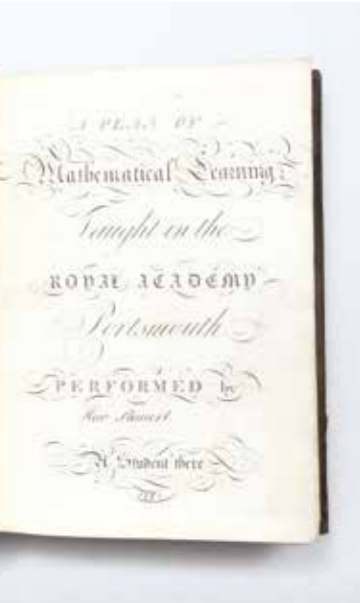 A PLAN OF
Mathematical Learning
Taught in the
ROYAL ACADEMY
Portsmouth
PERFORMED by
A Student there